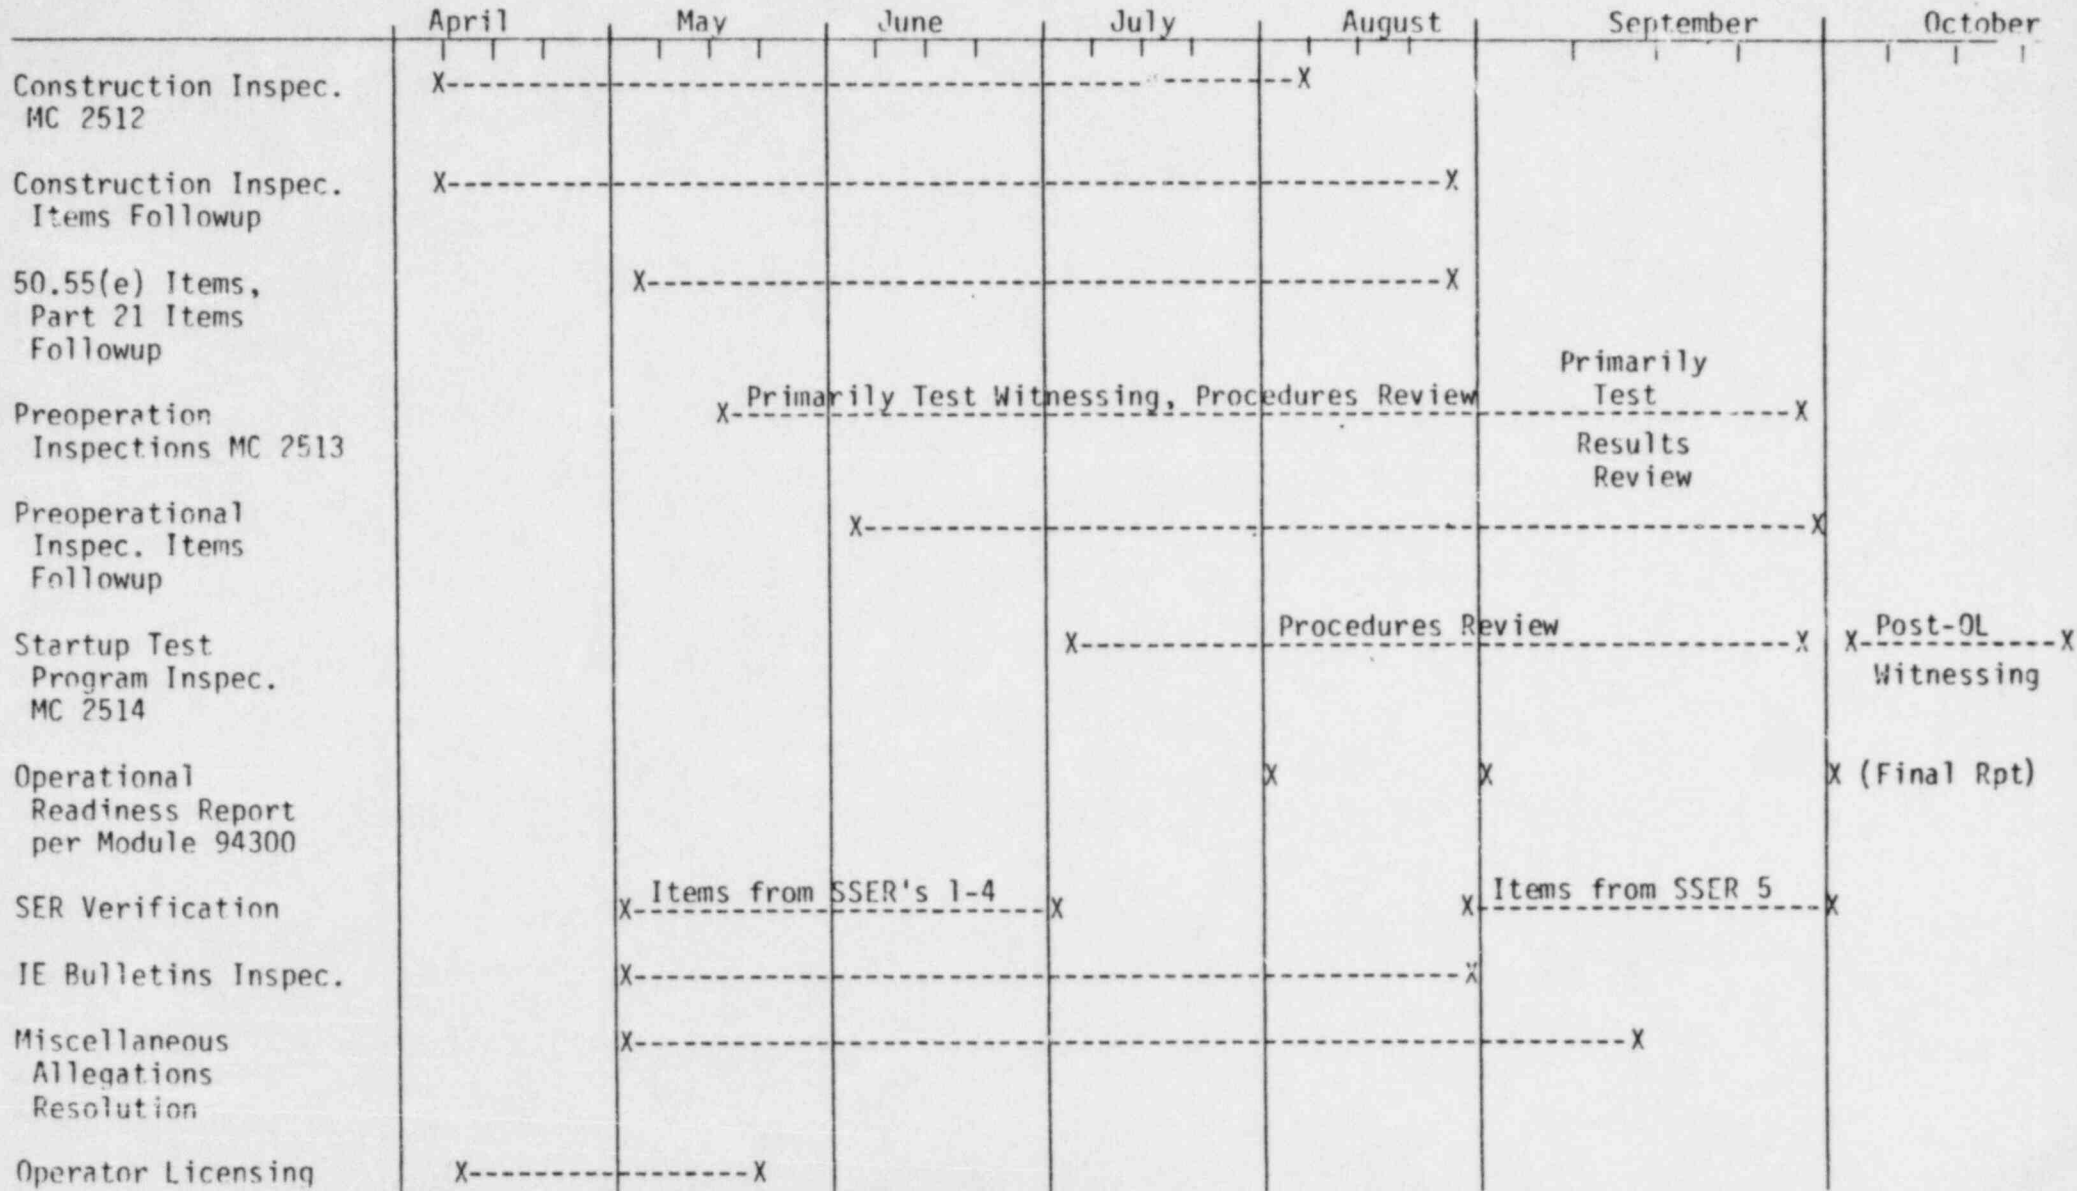 April May June July August September October
Construction Inspec. X--------------------X
MC 2512
Construction Inspec. X--------------------X
Items Followup
50.55(e) Items, X--------------------X
Part 21 Items
Followup
Primarily
Primarily Test Witnessing, Procedures Review Test
Preoperation X--------------------X
Inspections MC 2513 Results
Review
Preoperational X--------------------X
Inspec. Items
Followup
Procedures Review Post-OL
Startup Test X--------------------X X----------X
Program Inspec. Witnessing
MC 2514
Operational X X X (Final Rpt)
Readiness Report
per Module 94300
Items from SSER's 1-4 Items from SSER 5
SER Verification X----------X X----------X
IE Bulletins Inspec. X--------------------X
Miscellaneous X--------------------X
Allegations
Resolution
Operator Licensing X----------X